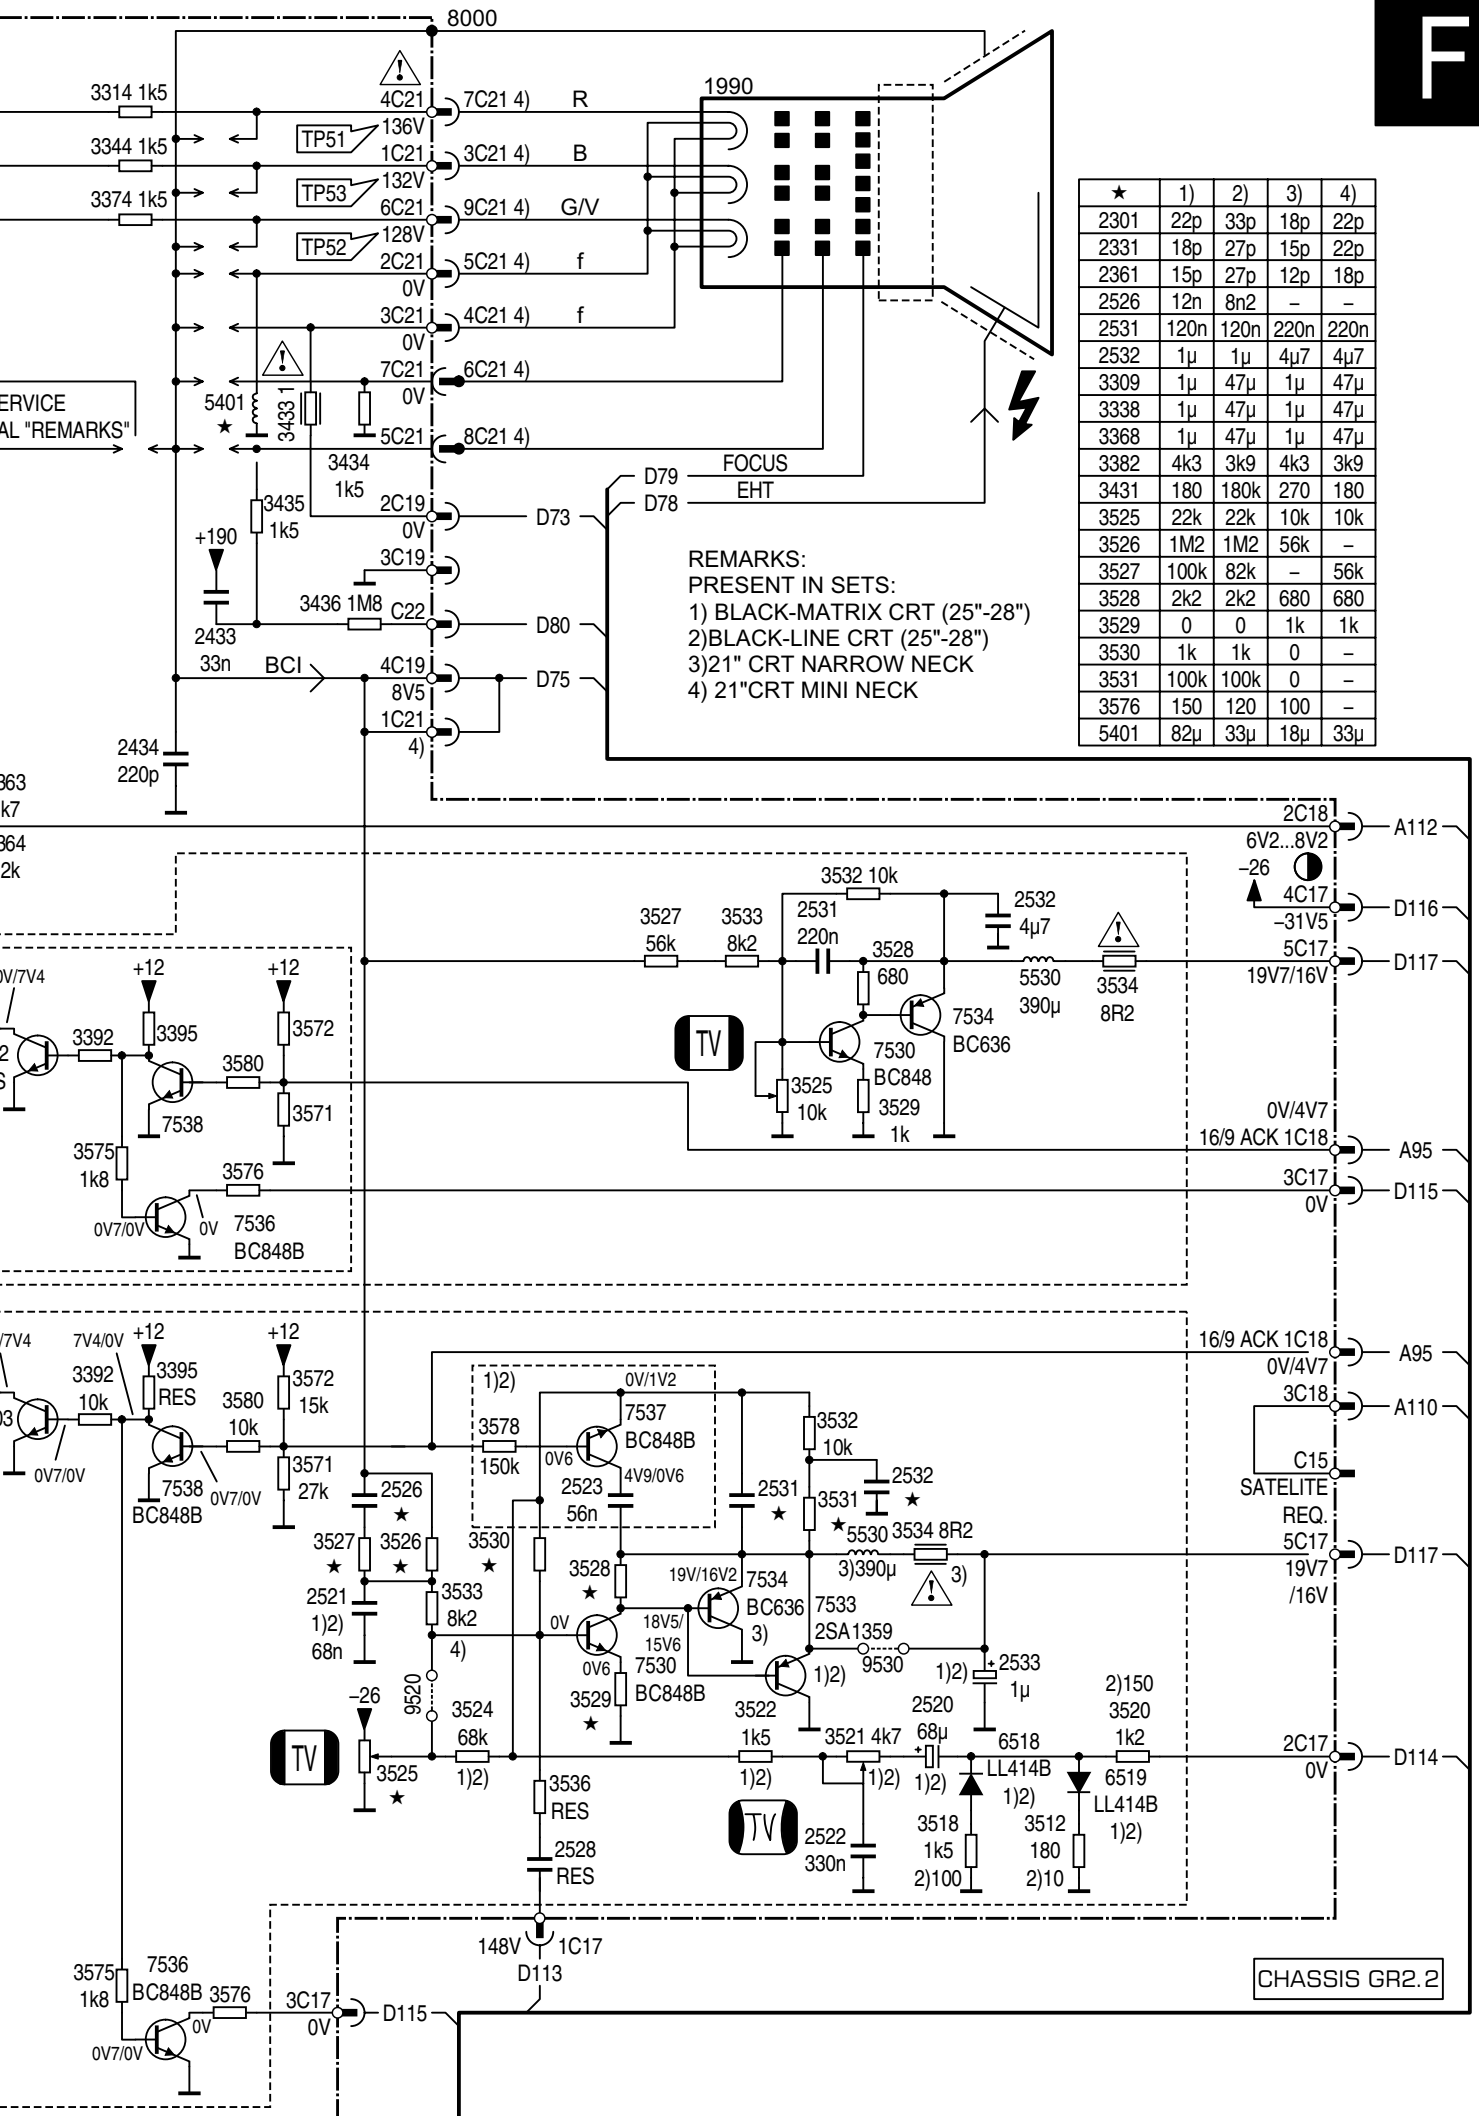 8000
F
3314 1k5
4C21
7C21 4)
R
1990
TP51
136V
3344 1k5
1C21
3C21 4)
B
TP53
132V
3374 1k5
6C21
9C21 4)
G/V
TP52
128V
2C21
5C21 4)
f
0V
3C21
4C21 4)
f
0V
7C21
6C21 4)
0V
ERVICE
AL "REMARKS"
5401
★
3433 1
5C21
8C21 4)
3434
1k5
D79
FOCUS
D78
EHT
3435
1k5
2C19
0V
D73
+190
3C19
3436 1M8
C22
D80
2433
33n
BCI
4C19
8V5
D75
1C21
4)
2434
220p
REMARKS:
PRESENT IN SETS:
1) BLACK-MATRIX CRT (25"-28")
2)BLACK-LINE CRT (25"-28")
3)21" CRT NARROW NECK
4) 21"CRT MINI NECK
★ 1) 2) 3) 4)
2301 22p 33p 18p 22p
2331 18p 27p 15p 22p
2361 15p 27p 12p 18p
2526 12n 8n2 – –
2531 120n 120n 220n 220n
2532 1µ 1µ 4µ7 4µ7
3309 1µ 47µ 1µ 47µ
3338 1µ 47µ 1µ 47µ
3368 1µ 47µ 1µ 47µ
3382 4k3 3k9 4k3 3k9
3431 180 180k 270 180
3525 22k 22k 10k 10k
3526 1M2 1M2 56k –
3527 100k 82k – 56k
3528 2k2 2k2 680 680
3529 0 0 1k 1k
3530 1k 1k 0 –
3531 100k 100k 0 –
3576 150 120 100 –
5401 82µ 33µ 18µ 33µ
363
k7
364
2k
2C18
A112
6V2...8V2
–26
4C17
D116
–31V5
5C17
D117
19V7/16V
3532 10k
3527
56k
3533
8k2
2531
220n
2532
4µ7
3528
680
5530
390µ
3534
8R2
7534
BC636
TV
7530
BC848
3525
10k
3529
1k
0V/7V4
+12
+12
3392
3395
3572
3580
7538
3571
3575
1k8
3576
0V7/0V
0V
7536
BC848B
0V/4V7
16/9 ACK 1C18
A95
3C17
D115
0V
/7V4
7V4/0V
+12
+12
3392
10k
3395
RES
3580
10k
3572
15k
03
0V7/0V
7538
BC848B
0V7/0V
3571
27k
16/9 ACK 1C18
A95
0V/4V7
3C18
A110
C15
SATELITE
REQ.
5C17
D117
19V7
/16V
1)2)
0V/1V2
3578
150k
7537
BC848B
0V6
4V9/0V6
2523
56n
3532
10k
2526
★
2531
★
2532
★
3531
★
3527
★
3526
★
3530
★
5530
3)390µ
3534 8R2
3)
3528
★
19V/16V2
7534
BC636
3)
2521
1)2)
68n
3533
8k2
4)
0V
18V5/
15V6
7533
2SA1359
1)2)
9530
0V6
7530
BC848B
3529
★
1)2)
2533
1µ
9520
–26
TV
3525
★
3524
68k
1)2)
3522
1k5
1)2)
3521 4k7
1)2)
2520
68µ
1)2)
6518
LL414B
1)2)
2)150
3520
1k2
6519
LL414B
1)2)
2C17
0V
D114
3536
RES
TV
2522
330n
3518
1k5
2)100
3512
180
2)10
2528
RES
148V
1C17
D113
CHASSIS GR2.2
3575
1k8
7536
BC848B
3576
0V
0V7/0V
3C17
0V
D115